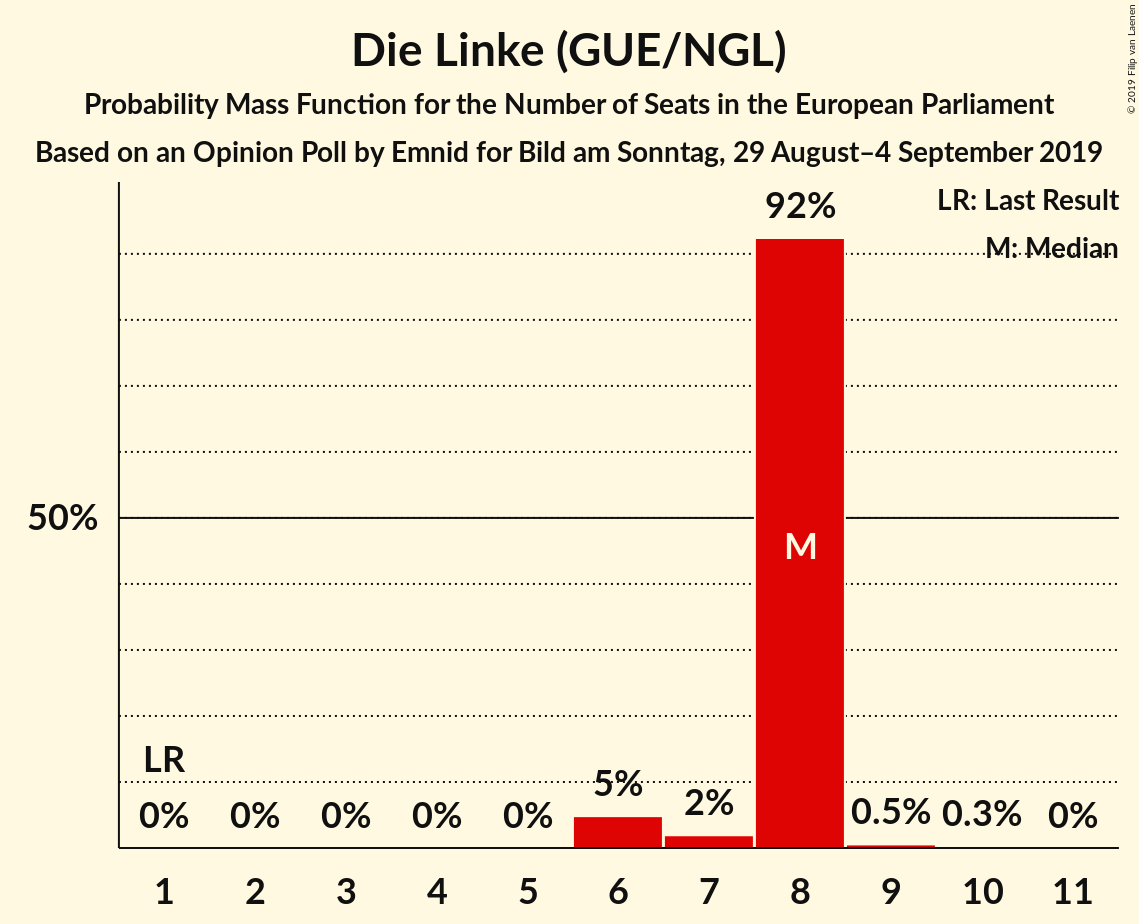 Die Linke (GUE/NGL)
Probability Mass Function for the Number of Seats in the European Parliament
Based on an Opinion Poll by Emnid for Bild am Sonntag, 29 August–4 September 2019
© 2019 Filip van Laenen
LR: Last Result
M: Median
92%
50%
M
LR
0% 0% 0% 0% 0% 5% 2% 0.5% 0.3% 0%
1 2 3 4 5 6 7 8 9 10 11